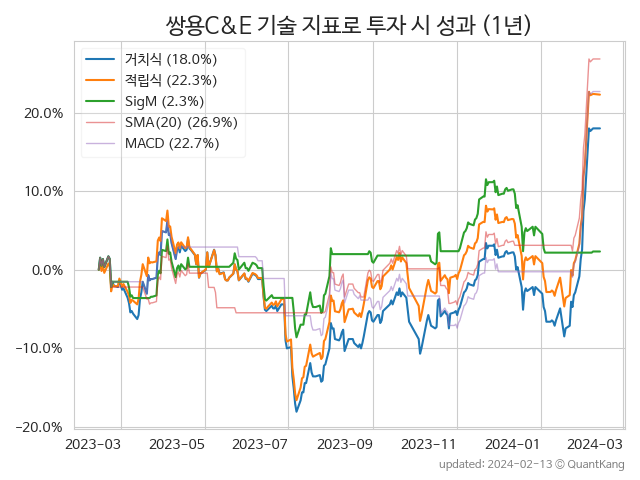 쌍용C&E 기술 지표로 투자 시 성과 (1년)
거치식 (18.0%)
적립식 (22.3%)
SigM (2.3%)
SMA(20) (26.9%)
MACD (22.7%)
20.0%
10.0%
0.0%
−10.0%
−20.0%
2023-03 2023-05 2023-07 2023-09 2023-11 2024-01 2024-03
updated: 2024-02-13 © QuantKang